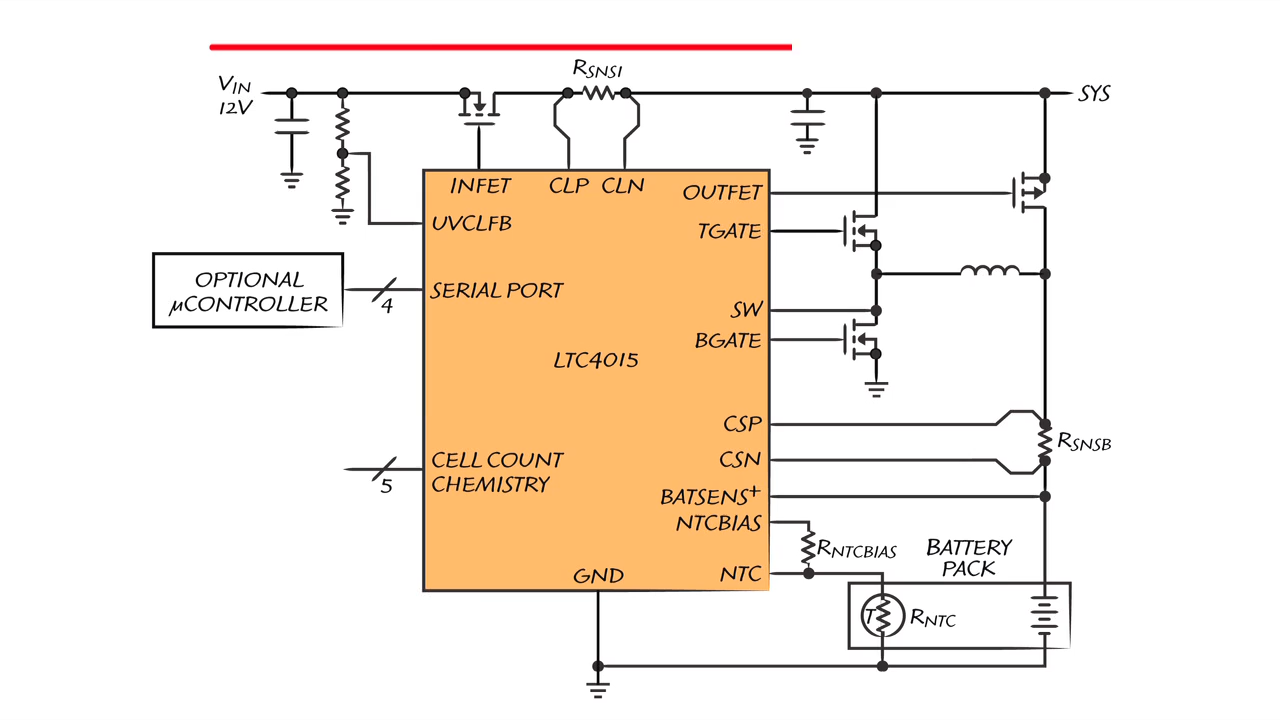 RSNSI
VIN
12V
SYS
INFET
CLP
CLN
OUTFET
UVCLFB
TGATE
OPTIONAL
µCONTROLLER
SERIAL PORT
4
SW
BGATE
LTC4015
CSP
RSNSB
CELL COUNT
CHEMISTRY
5
CSN
BATSENS+
NTCBIAS
RNTCBIAS
BATTERY
PACK
GND
NTC
T
RNTC